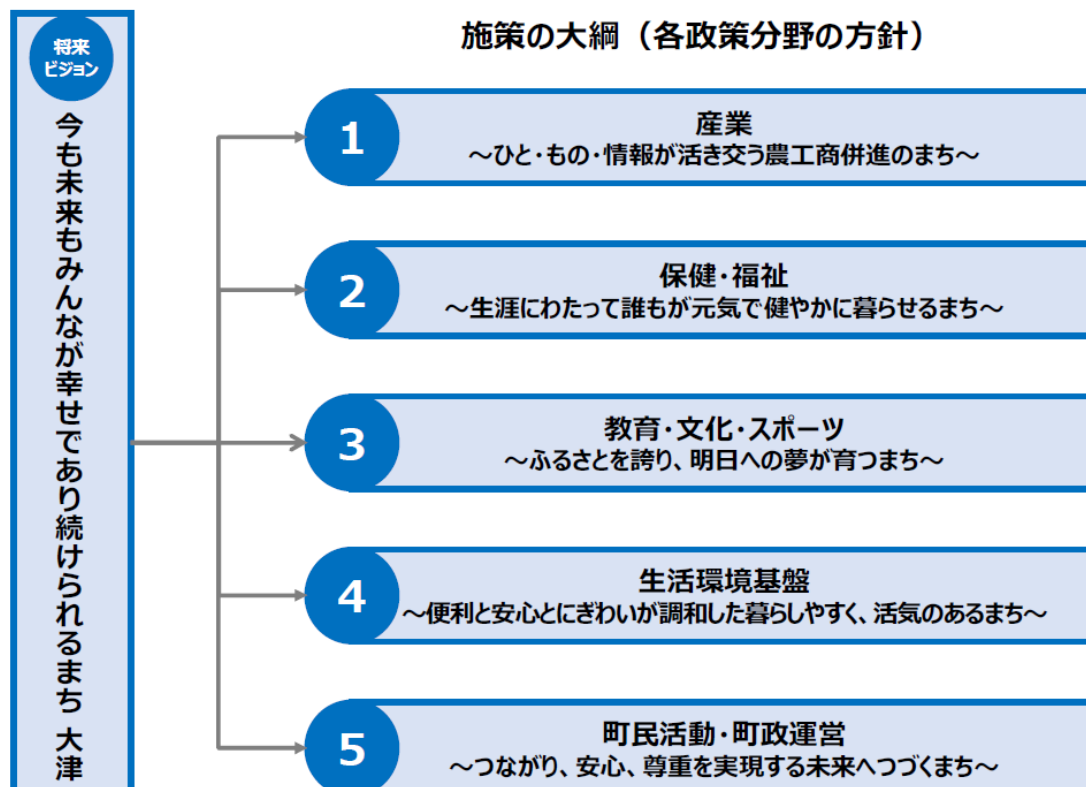 将来
ビジョン
今も未来もみんなが幸せであり続けられるまち 大津
施策の大綱（各政策分野の方針）
1
産業
～ひと・もの・情報が活き交う農工商併進のまち～
2
保健・福祉
～生涯にわたって誰もが元気で健やかに暮らせるまち～
3
教育・文化・スポーツ
～ふるさとを誇り、明日への夢が育つまち～
4
生活環境基盤
～便利と安心とにぎわいが調和した暮らしやすく、活気のあるまち～
5
町民活動・町政運営
～つながり、安心、尊重を実現する未来へつづくまち～